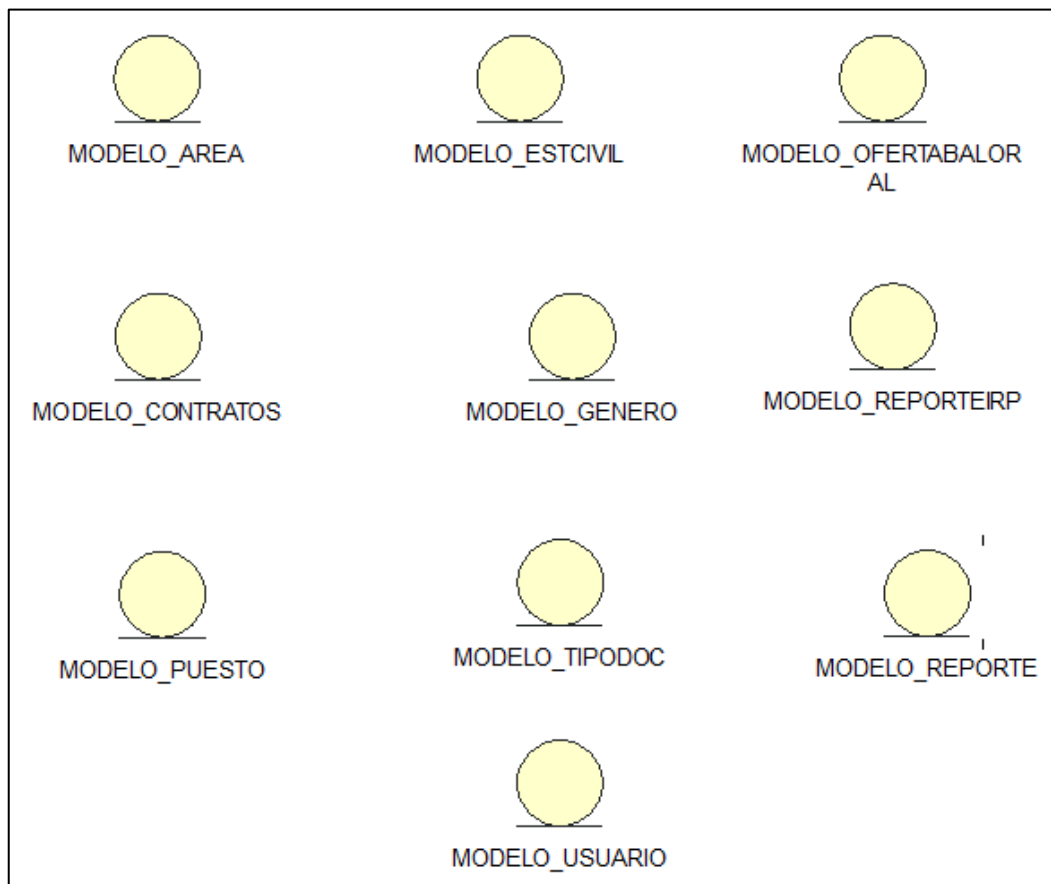 MODELO_AREA
MODELO_ESTCIVIL
MODELO_OFERTABALOR
AL
MODELO_CONTRATOS
MODELO_GENERO
MODELO_REPORTEIRP
MODELO_PUESTO
MODELO_TIPODOC
MODELO_REPORTE
MODELO_USUARIO